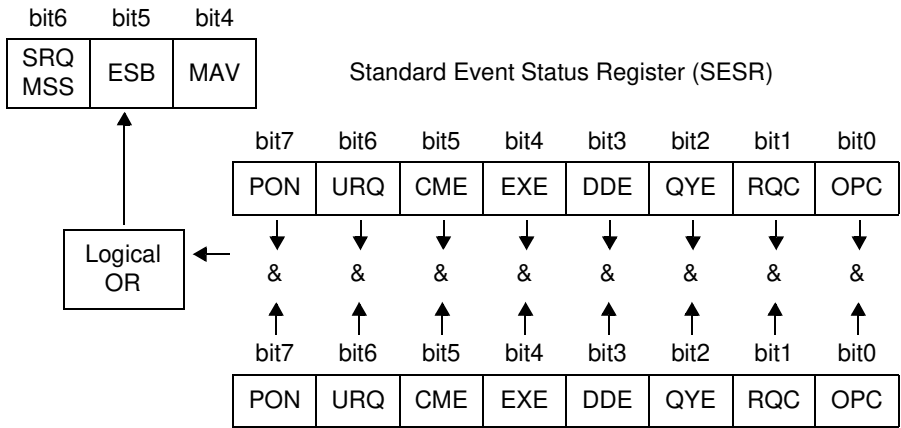 bit6 bit5 bit4
SRQ
MSS ESB MAV
Standard Event Status Register (SESR)
bit7 bit6 bit5 bit4 bit3 bit2 bit1 bit0
PON URQ CME EXE DDE QYE RQC OPC
Logical
OR
& & & & & & & &
bit7 bit6 bit5 bit4 bit3 bit2 bit1 bit0
PON URQ CME EXE DDE QYE RQC OPC